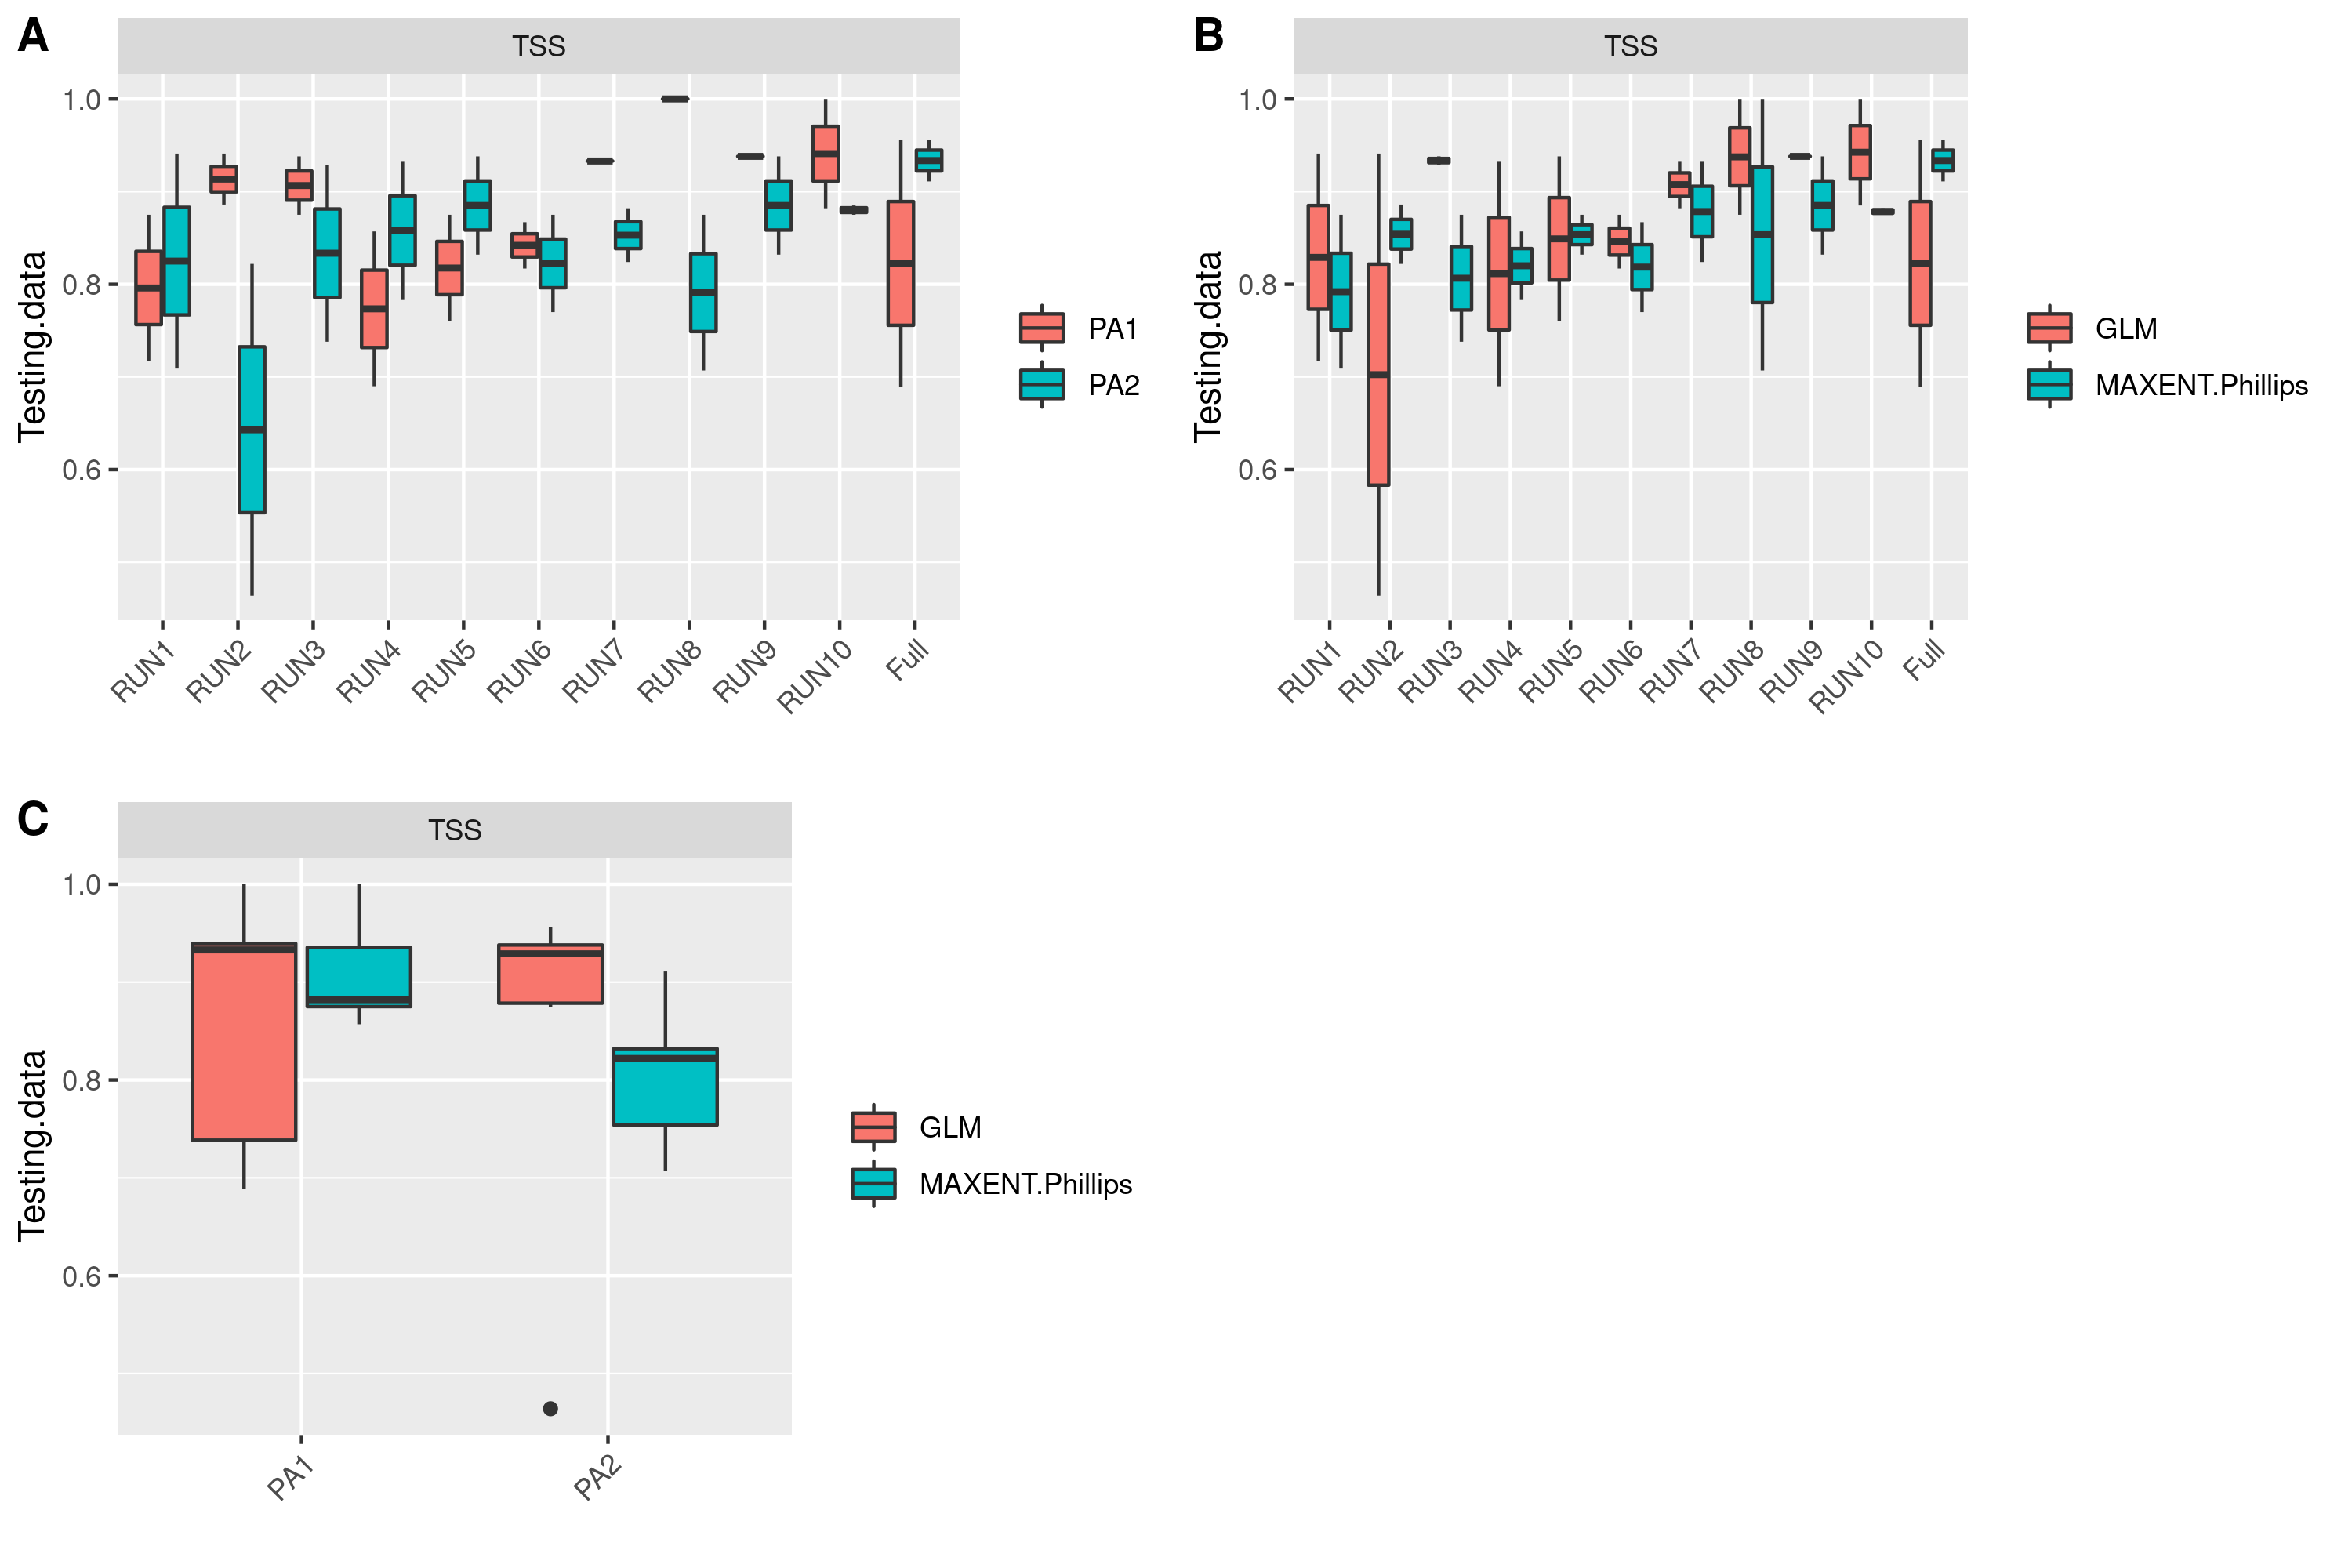 A
TSS
Testing.data
1.0
0.8
0.6
RUN1
RUN2
RUN3
RUN4
RUN5
RUN6
RUN7
RUN8
RUN9
RUN10
Full
PA1
PA2
B
TSS
Testing.data
1.0
0.8
0.6
RUN1
RUN2
RUN3
RUN4
RUN5
RUN6
RUN7
RUN8
RUN9
RUN10
Full
GLM
MAXENT.Phillips
C
TSS
Testing.data
1.0
0.8
0.6
PA1
PA2
GLM
MAXENT.Phillips